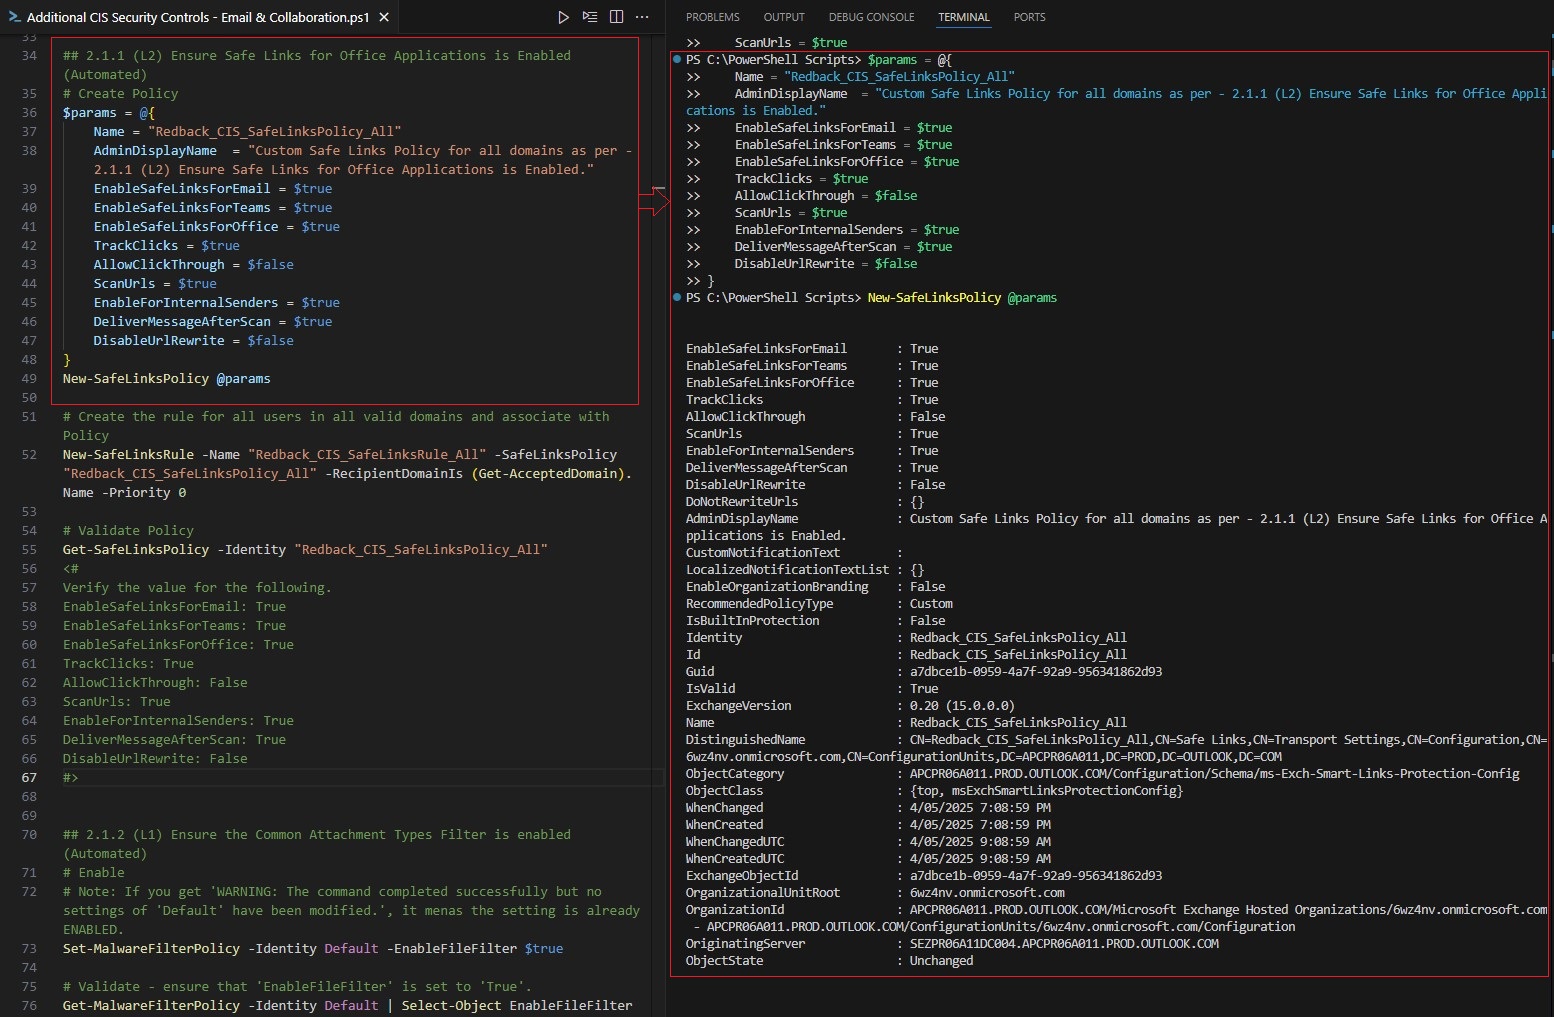 Additional CIS Security Controls - Email & Collaboration.ps1
33
34 ## 2.1.1 (L2) Ensure Safe Links for Office Applications is Enabled
(Automated)
35 # Create Policy
36 $params = @{
37 Name = "Redback_CIS_SafeLinksPolicy_All"
38 AdminDisplayName  = "Custom Safe Links Policy for all domains as per -
2.1.1 (L2) Ensure Safe Links for Office Applications is Enabled."
39 EnableSafeLinksForEmail = $true
40 EnableSafeLinksForTeams = $true
41 EnableSafeLinksForOffice = $true
42 TrackClicks = $true
43 AllowClickThrough = $false
44 ScanUrls = $true
45 EnableForInternalSenders = $true
46 DeliverMessageAfterScan = $true
47 DisableUrlRewrite = $false
48 }
49 New-SafeLinksPolicy @params
50
51 # Create the rule for all users in all valid domains and associate with
Policy
52 New-SafeLinksRule -Name "Redback_CIS_SafeLinksRule_All" -SafeLinksPolicy
"Redback_CIS_SafeLinksPolicy_All" -RecipientDomainIs (Get-AcceptedDomain).
Name -Priority 0
53
54 # Validate Policy
55 Get-SafeLinksPolicy -Identity "Redback_CIS_SafeLinksPolicy_All"
56 <#
57 Verify the value for the following.
58 EnableSafeLinksForEmail: True
59 EnableSafeLinksForTeams: True
60 EnableSafeLinksForOffice: True
61 TrackClicks: True
62 AllowClickThrough: False
63 ScanUrls: True
64 EnableForInternalSenders: True
65 DeliverMessageAfterScan: True
66 DisableUrlRewrite: False
67 #>
68
69
70 ## 2.1.2 (L1) Ensure the Common Attachment Types Filter is enabled
(Automated)
71 # Enable
72 # Note: If you get 'WARNING: The command completed successfully but no
settings of 'Default' have been modified.', it menas the setting is already
ENABLED.
73 Set-MalwareFilterPolicy -Identity Default -EnableFileFilter $true
74
75 # Validate - ensure that 'EnableFileFilter' is set to 'True'.
76 Get-MalwareFilterPolicy -Identity Default | Select-Object EnableFileFilter
PROBLEMS OUTPUT DEBUG CONSOLE TERMINAL PORTS
>> ScanUrls = $true
PS C:\PowerShell Scripts> $params = @{
>> Name = "Redback_CIS_SafeLinksPolicy_All"
>> AdminDisplayName  = "Custom Safe Links Policy for all domains as per - 2.1.1 (L2) Ensure Safe Links for Office Appli
cations is Enabled."
>> EnableSafeLinksForEmail = $true
>> EnableSafeLinksForTeams = $true
>> EnableSafeLinksForOffice = $true
>> TrackClicks = $true
>> AllowClickThrough = $false
>> ScanUrls = $true
>> EnableForInternalSenders = $true
>> DeliverMessageAfterScan = $true
>> DisableUrlRewrite = $false
>> }
PS C:\PowerShell Scripts> New-SafeLinksPolicy @params
EnableSafeLinksForEmail : True
EnableSafeLinksForTeams : True
EnableSafeLinksForOffice : True
TrackClicks : True
AllowClickThrough : False
ScanUrls : True
EnableForInternalSenders : True
DeliverMessageAfterScan : True
DisableUrlRewrite : False
DoNotRewriteUrls : {}
AdminDisplayName : Custom Safe Links Policy for all domains as per - 2.1.1 (L2) Ensure Safe Links for Office A
pplications is Enabled.
CustomNotificationText :
LocalizedNotificationTextList : {}
EnableOrganizationBranding : False
RecommendedPolicyType : Custom
IsBuiltInProtection : False
Identity : Redback_CIS_SafeLinksPolicy_All
Id : Redback_CIS_SafeLinksPolicy_All
Guid : a7dbce1b-0959-4a7f-92a9-956341862d93
IsValid : True
ExchangeVersion : 0.20 (15.0.0.0)
Name : Redback_CIS_SafeLinksPolicy_All
DistinguishedName : CN=Redback_CIS_SafeLinksPolicy_All,CN=Safe Links,CN=Transport Settings,CN=Configuration,CN=
6wz4nv.onmicrosoft.com,CN=ConfigurationUnits,DC=APCPR06A011,DC=PROD,DC=OUTLOOK,DC=COM
ObjectCategory : APCPR06A011.PROD.OUTLOOK.COM/Configuration/Schema/ms-Exch-Smart-Links-Protection-Config
ObjectClass : {top, msExchSmartLinksProtectionConfig}
WhenChanged : 4/05/2025 7:08:59 PM
WhenCreated : 4/05/2025 7:08:59 PM
WhenChangedUTC : 4/05/2025 9:08:59 AM
WhenCreatedUTC : 4/05/2025 9:08:59 AM
ExchangeObjectId : a7dbce1b-0959-4a7f-92a9-956341862d93
OrganizationalUnitRoot : 6wz4nv.onmicrosoft.com
OrganizationId : APCPR06A011.PROD.OUTLOOK.COM/Microsoft Exchange Hosted Organizations/6wz4nv.onmicrosoft.com
- APCPR06A011.PROD.OUTLOOK.COM/ConfigurationUnits/6wz4nv.onmicrosoft.com/Configuration
OriginatingServer : SEZPR06A11DC004.APCPR06A011.PROD.OUTLOOK.COM
ObjectState : Unchanged